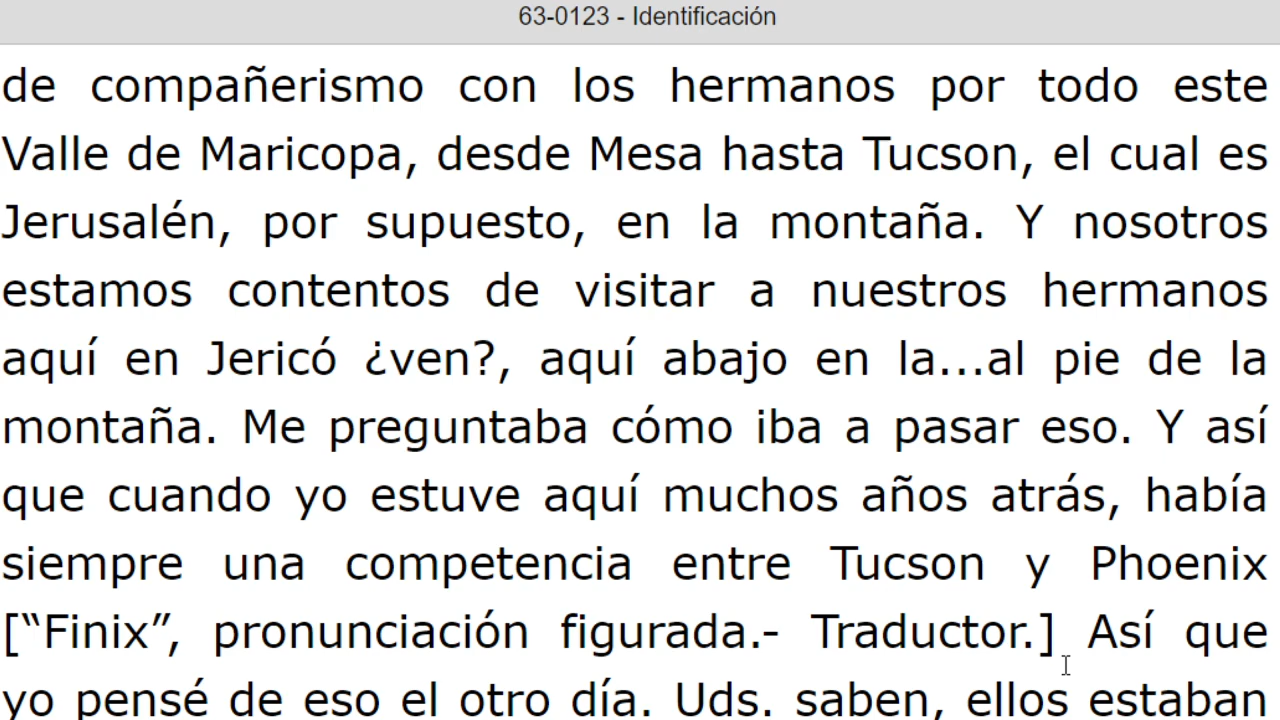 63-0123 - Identificación
de compañerismo con los hermanos por todo este
Valle de Maricopa, desde Mesa hasta Tucson, el cual es
Jerusalén, por supuesto, en la montaña. Y nosotros
estamos contentos de visitar a nuestros hermanos
aquí en Jericó ¿ven?, aquí abajo en la...al pie de la
montaña. Me preguntaba cómo iba a pasar eso. Y así
que cuando yo estuve aquí muchos años atrás, había
siempre una competencia entre Tucson y Phoenix
[“Finix”, pronunciación figurada.- Traductor.] Así que
yo pensé de eso el otro día. Uds. saben, ellos estaban